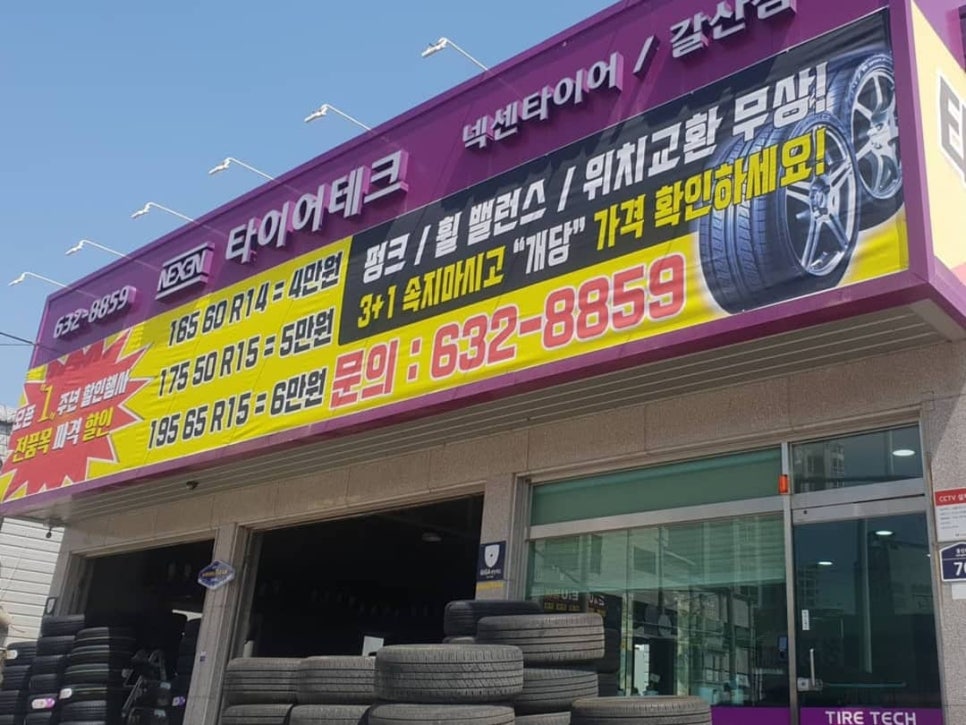 632-8859 NEXEN 타이어테크 넥센타이어 / 갈산점
오픈 "1"주년 할인행사
전품목 파격 할인
165 60 R14 = 4만원
175 50 R15 = 5만원
195 65 R15 = 6만원
펑크 / 휠 밸런스 / 위치교환 무상!
3+1 속지마시고 "개당" 가격 확인하세요!
문의 : 632-8859
CCTV
TIRE TECH